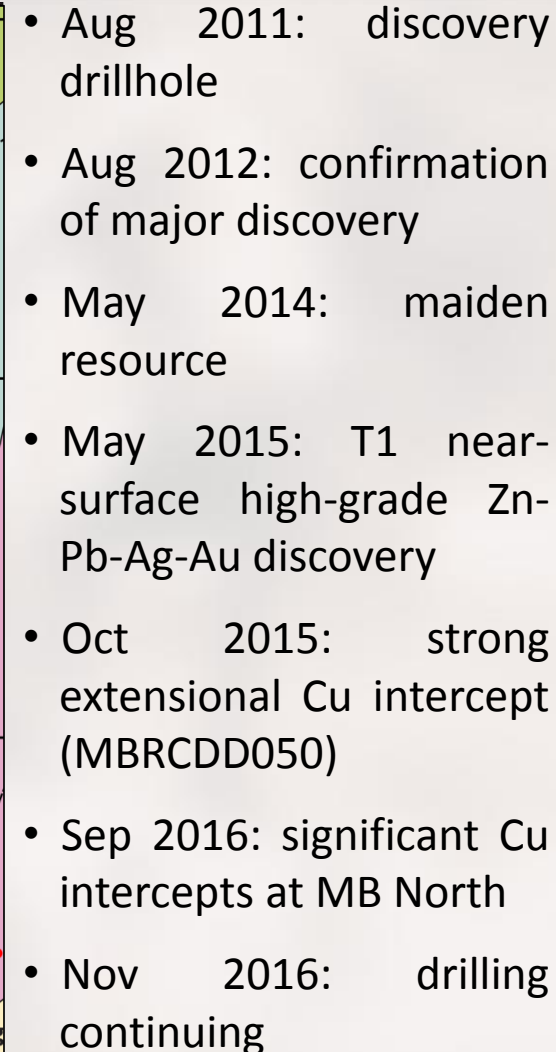 • Aug 2011: discovery
drillhole
• Aug 2012: confirmation
of major discovery
• May 2014: maiden
resource
• May 2015: T1 near-
surface high-grade Zn-
Pb-Ag-Au discovery
• Oct 2015: strong
extensional Cu intercept
(MBRCDD050)
• Sep 2016: significant Cu
intercepts at MB North
• Nov 2016: drilling
continuing